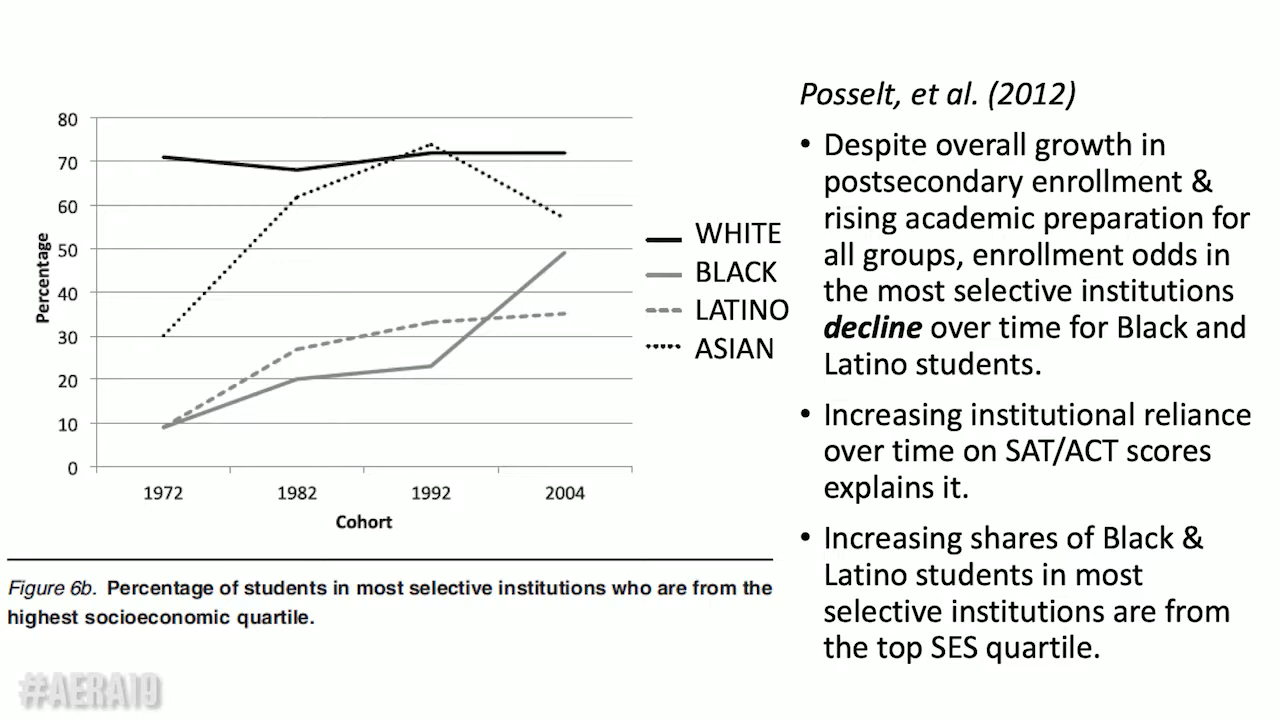 80
70
60
50
40
30
20
10
0
Percentage
1972 1982 1992 2004
Cohort
WHITE
BLACK
LATINO
ASIAN
Figure 6b. Percentage of students in most selective institutions who are from the
highest socioeconomic quartile.
Posselt, et al. (2012)
• Despite overall growth in
postsecondary enrollment &
rising academic preparation for
all groups, enrollment odds in
the most selective institutions
decline over time for Black and
Latino students.
• Increasing institutional reliance
over time on SAT/ACT scores
explains it.
• Increasing shares of Black &
Latino students in most
selective institutions are from
the top SES quartile.
#AERA19